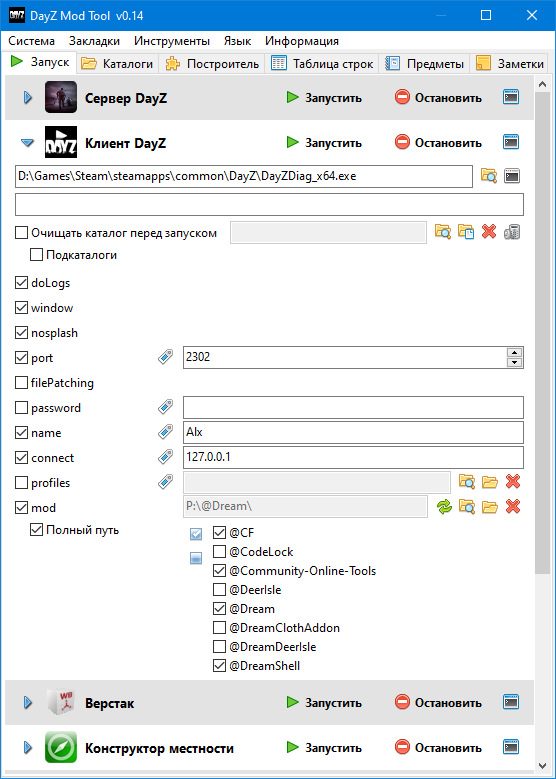 DayZ Mod Tool v0.14
Система Закладки Инструменты Язык Информация
Запуск Каталоги Построитель Таблица строк Предметы Заметки
Сервер DayZ Запустить Остановить
Клиент DayZ Запустить Остановить
D:\Games\Steam\steamapps\common\DayZ\DayZDiag_x64.exe
Очищать каталог перед запуском
Подкаталоги
doLogs
window
nosplash
port 2302
filePatching
password
name Alx
connect 127.0.0.1
profiles
mod P:\@Dream\
Полный путь
@CF
@CodeLock
@Community-Online-Tools
@DeerIsle
@Dream
@DreamClothAddon
@DreamDeerIsle
@DreamShell
Верстак Запустить Остановить
Конструктор местности Запустить Остановить